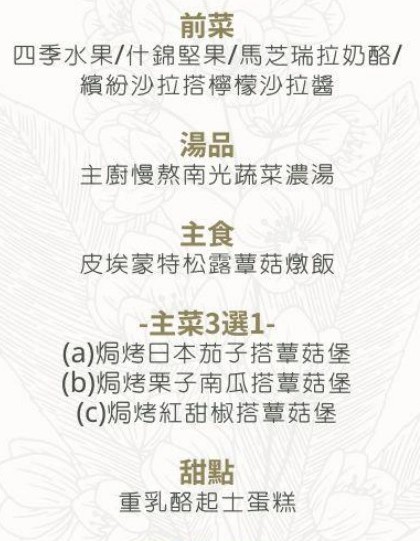 前菜
四季水果/什錦堅果/馬芝瑞拉奶酪/
繽紛沙拉搭檸檬沙拉醬
湯品
主廚慢熬南光蔬菜濃湯
主食
皮埃蒙特松露蕈菇燉飯
-主菜3選1-
(a)焗烤日本茄子搭蕈菇堡
(b)焗烤栗子南瓜搭蕈菇堡
(c)焗烤紅甜椒搭蕈菇堡
甜點
重乳酪起士蛋糕